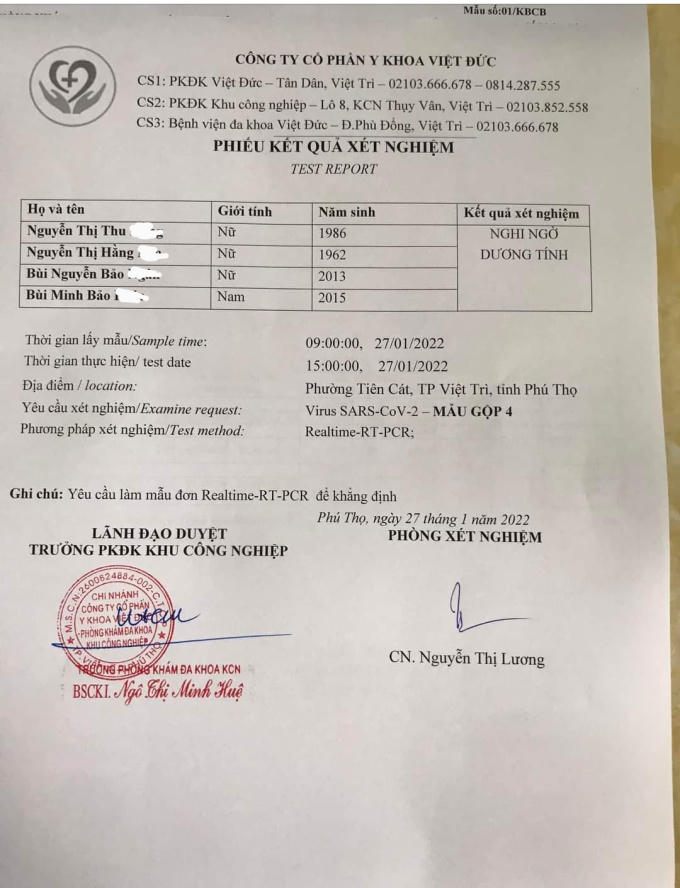 Mẫu số:01/KBCB
CÔNG TY CỔ PHẦN Y KHOA VIỆT ĐỨC
CS1: PKĐK Việt Đức – Tân Dân, Việt Trì – 02103.666.678 – 0814.287.555
CS2: PKĐK Khu công nghiệp – Lô 8, KCN Thụy Vân, Việt Trì – 02103.852.558
CS3: Bệnh viện đa khoa Việt Đức – Đ.Phù Đổng, Việt Trì – 02103.666.678
PHIẾU KẾT QUẢ XÉT NGHIỆM
TEST REPORT
Họ và tên Giới tính Năm sinh Kết quả xét nghiệm
Nguyễn Thị Thu Nữ 1986 NGHI NGỜ
Nguyễn Thị Hằng Nữ 1962 DƯƠNG TÍNH
Bùi Nguyễn Bảo Nữ 2013
Bùi Minh Bảo Nam 2015
Thời gian lấy mẫu/Sample time: 09:00:00, 27/01/2022
Thời gian thực hiện/ test date 15:00:00, 27/01/2022
Địa điểm / location: Phường Tiên Cát, TP Việt Trì, tỉnh Phú Thọ
Yêu cầu xét nghiệm/Examine request: Virus SARS-CoV-2 – MẪU GỘP 4
Phương pháp xét nghiệm/Test method: Realtime-RT-PCR;
Ghi chú: Yêu cầu làm mẫu đơn Realtime-RT-PCR để khẳng định
Phú Thọ, ngày 27 tháng 1 năm 2022
LÃNH ĐẠO DUYỆT PHÒNG XÉT NGHIỆM
TRƯỞNG PKĐK KHU CÔNG NGHIỆP
M.S.C.N:2600624684-002-C.T
CHI NHÁNH
CÔNG TY CỔ PHẦN
Y KHOA VIỆT ĐỨC
-PHÒNG KHÁM ĐA KHOA
KHU CÔNG NGHIỆP
TRƯỞNG PHÒNG KHÁM ĐA KHOA KCN
BSCKI. Ngô Thị Minh Huệ
CN. Nguyễn Thị Lương